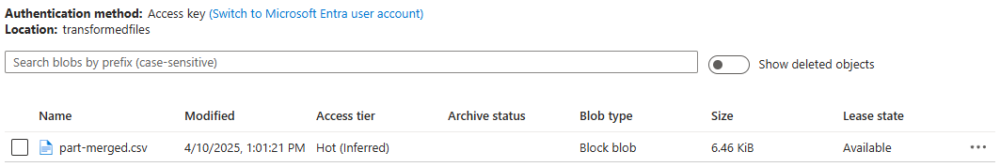 Authentication method: Access key (Switch to Microsoft Entra user account)
Location: transformedfiles
Search blobs by prefix (case-sensitive)
Show deleted objects
Name Modified Access tier Archive status Blob type Size Lease state
part-merged.csv 4/10/2025, 1:01:21 PM Hot (Inferred) Block blob 6.46 KiB Available